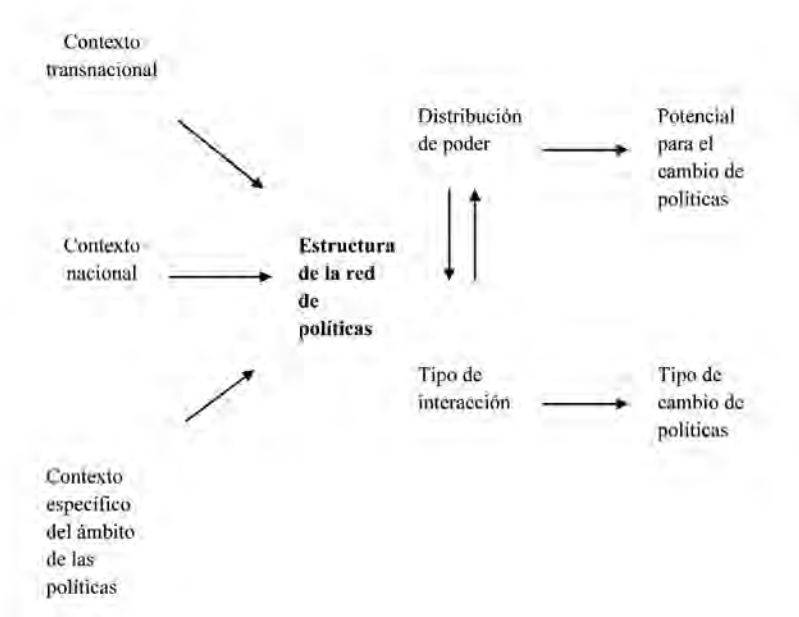 Contexto
transnacional
Distribución
de poder
Potencial
para el
cambio de
políticas
Contexto
nacional
Estructura
de la red
de
políticas
Tipo de
interacción
Tipo de
cambio de
políticas
Contexto
específico
del ámbito
de las
políticas